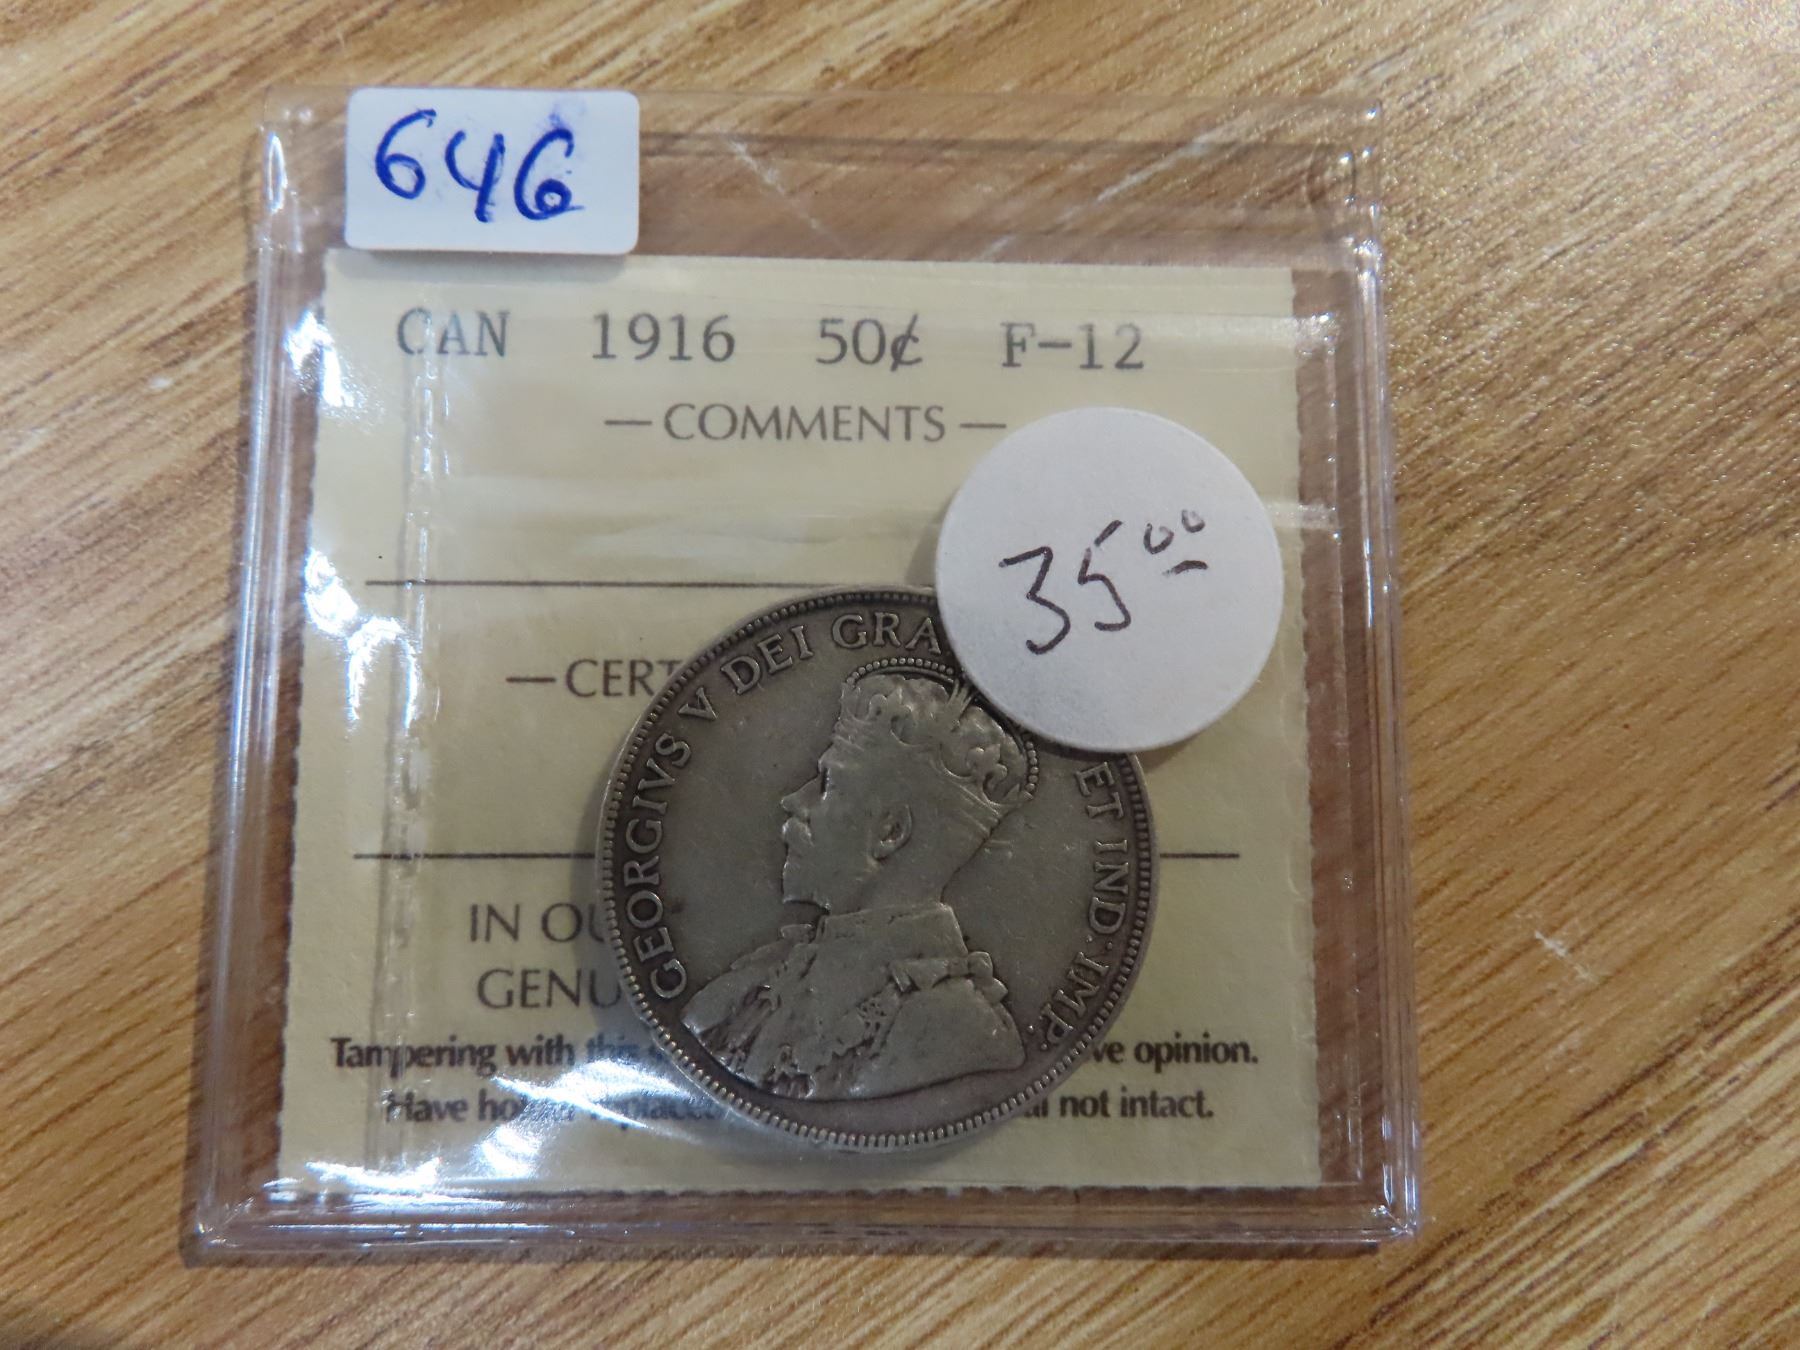 646
CAN 1916 50¢ F-12
— COMMENTS —
35.00
— CERT
GEORGIVS V DEI GRA ET IND: IMP:
IN OU
GENU
Tampering with this ve opinion.
Have not intact.